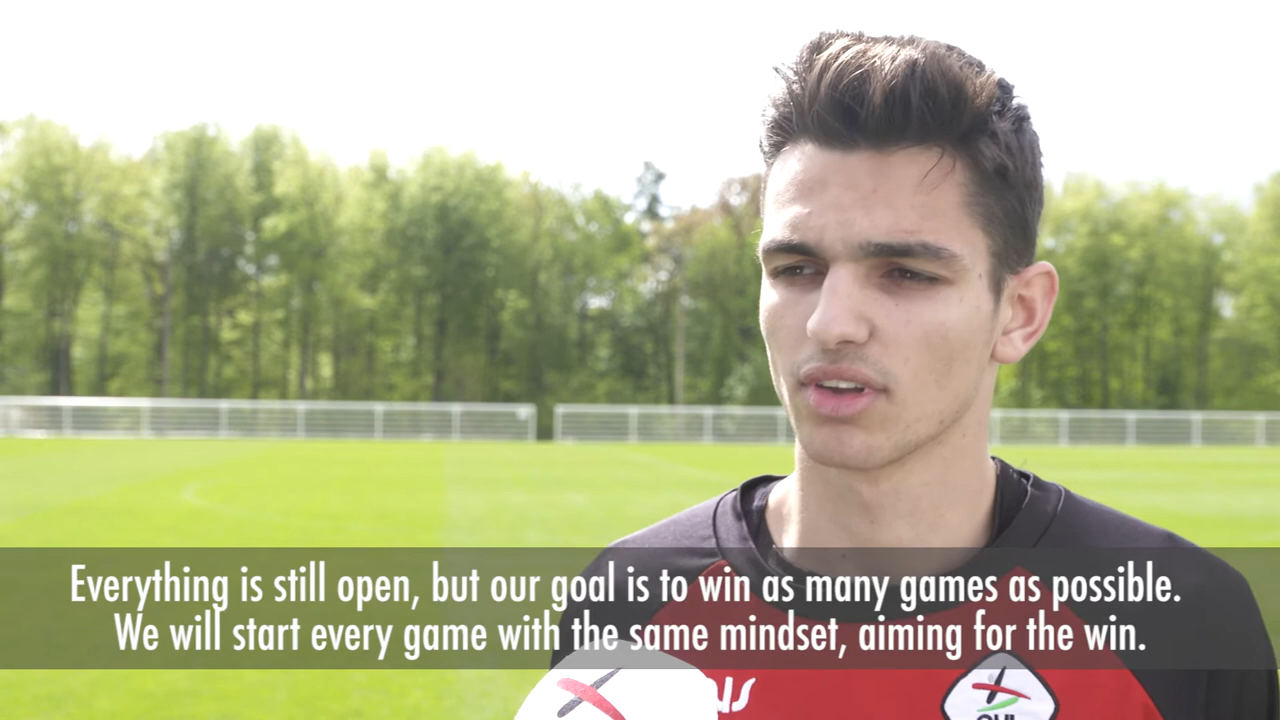 Everything is still open, but our goal is to win as many games as possible.
We will start every game with the same mindset, aiming for the win.